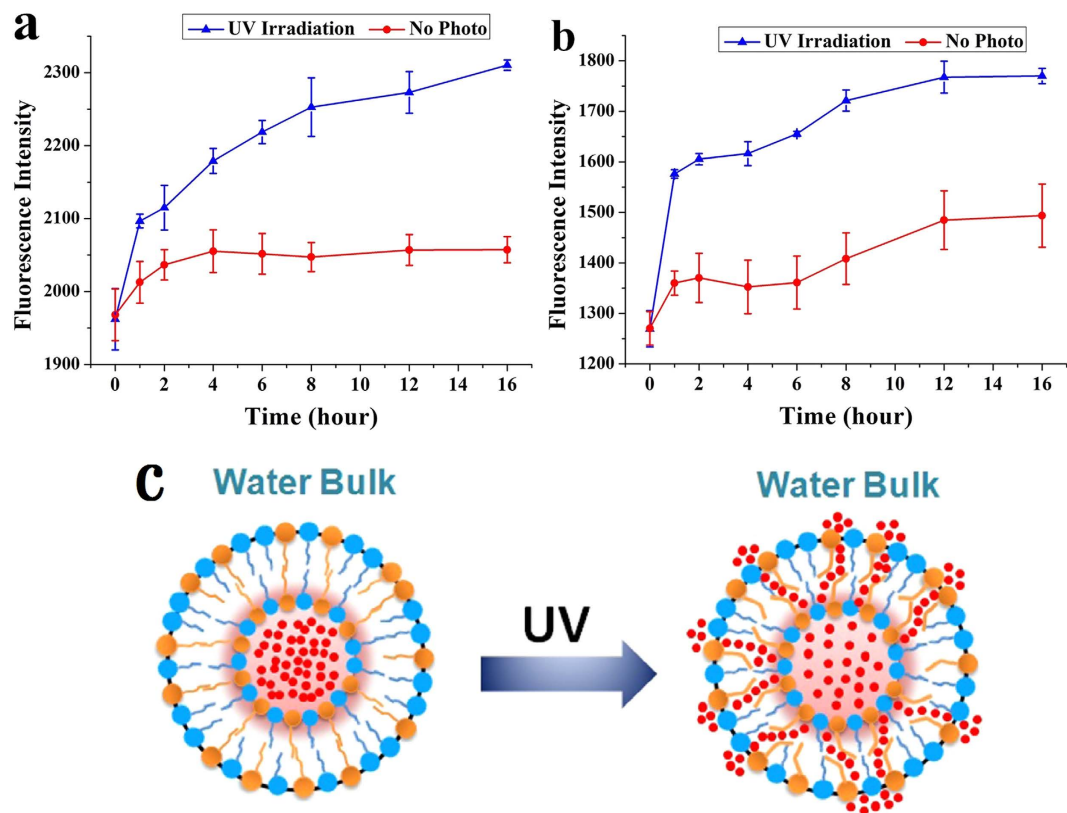 a
UV Irradiation No Photo
2300
2200
2100
2000
1900
Fluorescence Intensity
0 2 4 6 8 10 12 14 16
Time (hour)
b
UV Irradiation No Photo
1800
1700
1600
1500
1400
1300
1200
Fluorescence Intensity
0 2 4 6 8 10 12 14 16
Time (hour)
c
Water Bulk
UV
Water Bulk